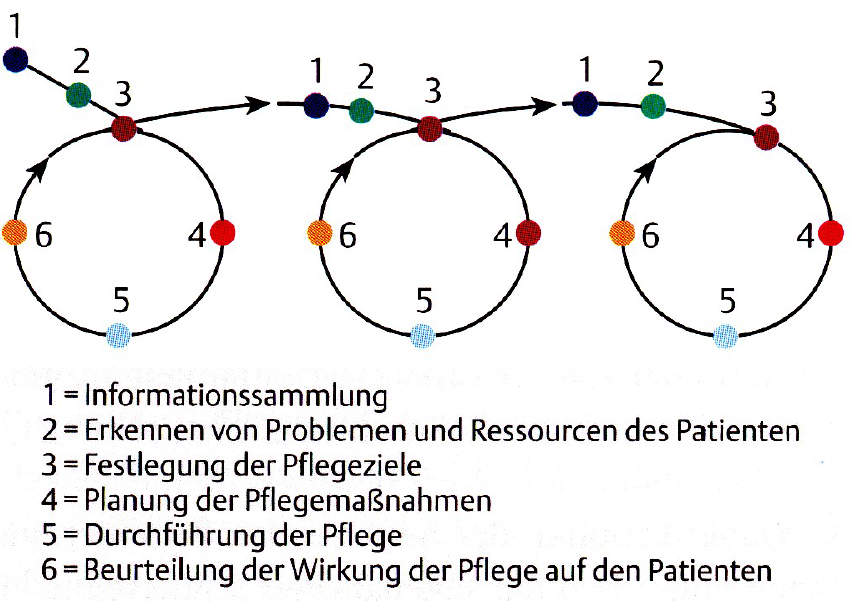 1 2 3 1 2 3 1 2 3
6 4 6 4 6 4
5 5 5
1 = Informationssammlung
2 = Erkennen von Problemen und Ressourcen des Patienten
3 = Festlegung der Pflegeziele
4 = Planung der Pflegemaßnahmen
5 = Durchführung der Pflege
6 = Beurteilung der Wirkung der Pflege auf den Patienten